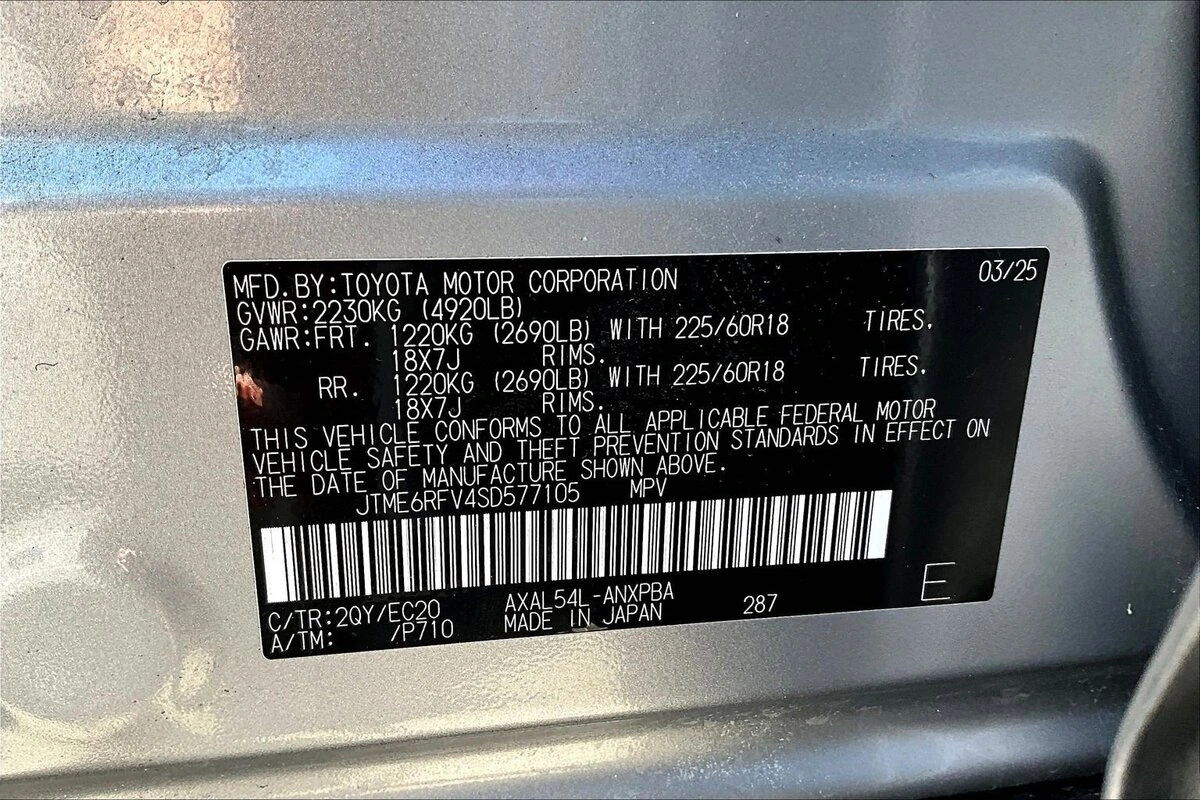 MFD.BY:TOYOTA MOTOR CORPORATION 03/25
GVWR:2230KG (4920LB)
GAWR:FRT. 1220KG (2690LB) WITH 225/60R18 TIRES.
18X7J RIMS.
RR. 1220KG (2690LB) WITH 225/60R18 TIRES.
18X7J RIMS.
THIS VEHICLE CONFORMS TO ALL APPLICABLE FEDERAL MOTOR
VEHICLE SAFETY AND THEFT PREVENTION STANDARDS IN EFFECT ON
THE DATE OF MANUFACTURE SHOWN ABOVE.
JTME6RFV4SD577105 MPV
C/TR:2QY/EC20 AXAL54L-ANXPBA 287 E
A/TM: /P710 MADE IN JAPAN